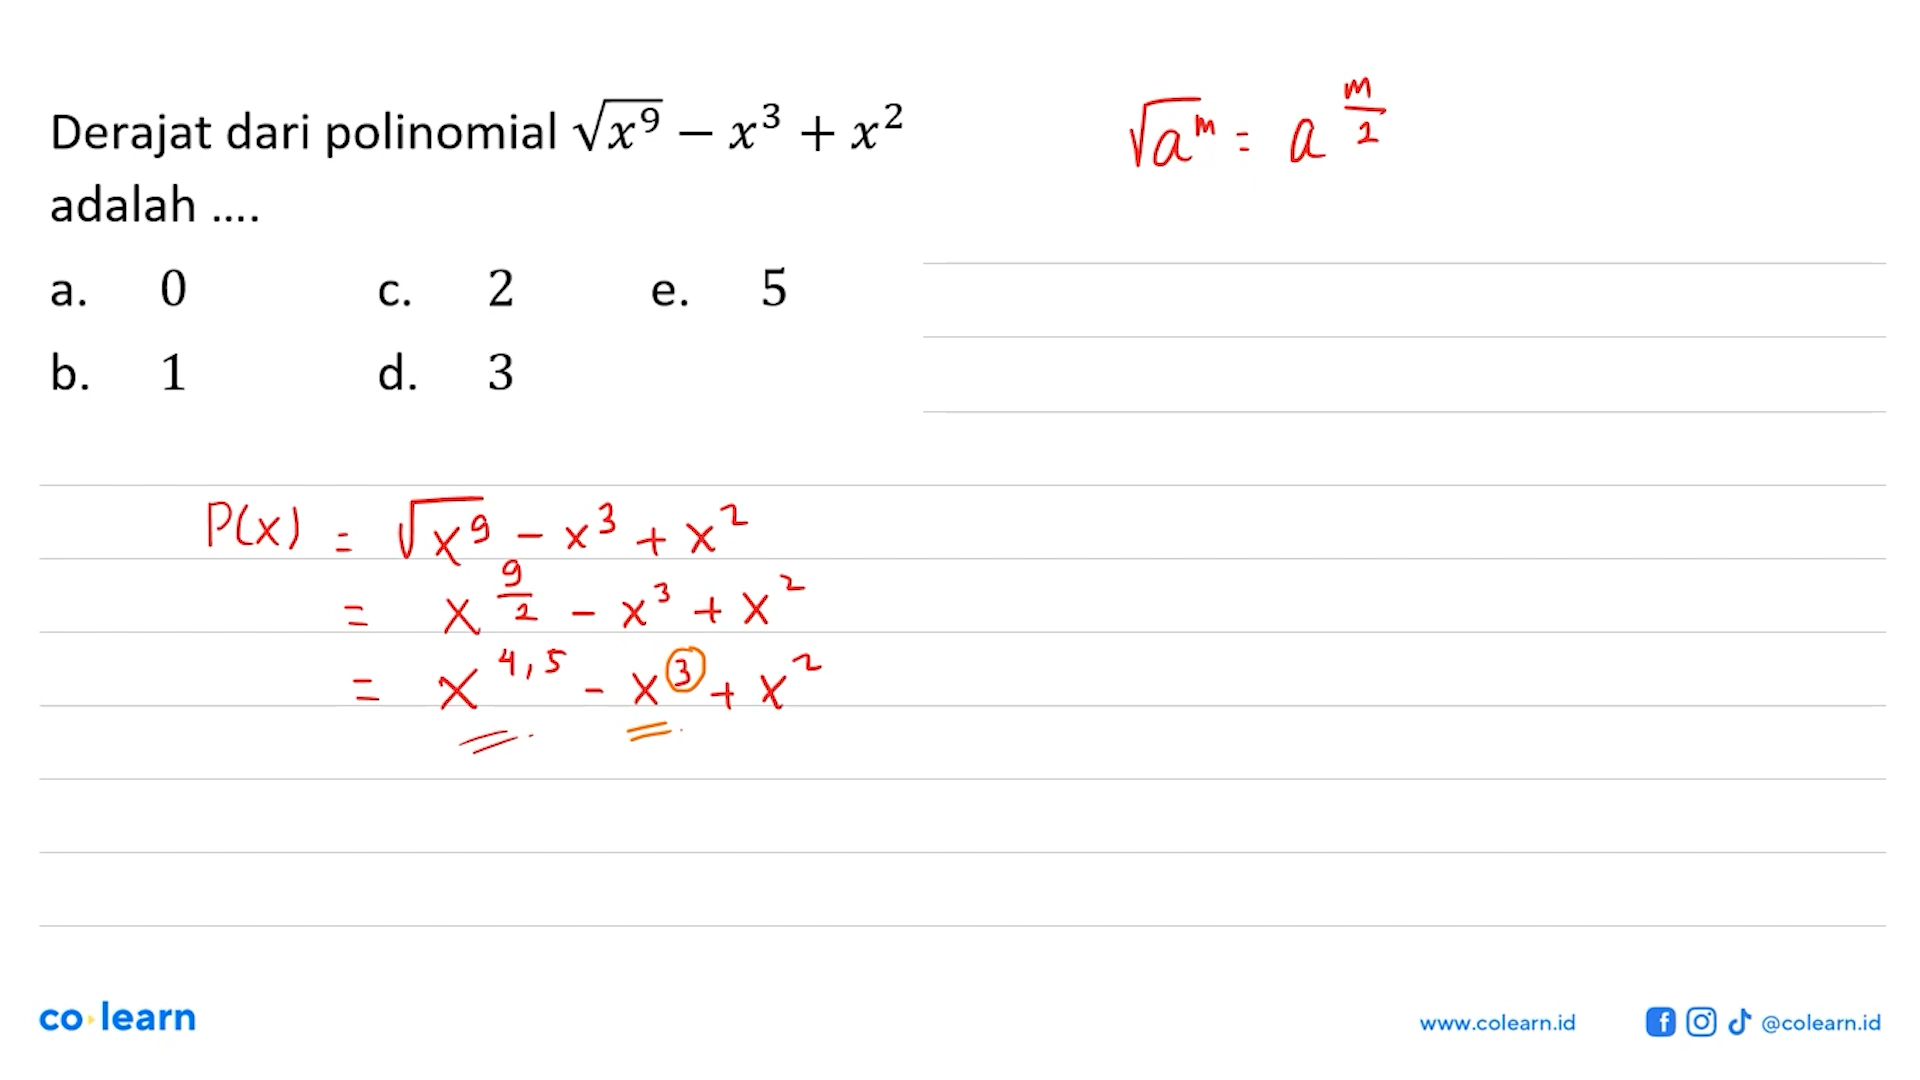 Derajat dari polinomial √x⁹ − x³ + x²
adalah ....
a. 0 c. 2 e. 5
b. 1 d. 3
√aᵐ = a^(m/2)
P(x) = √x⁹ − x³ + x²
= x^(9/2) − x³ + x²
= x^(4,5) − x³ + x²
co learn
www.colearn.id @colearn.id